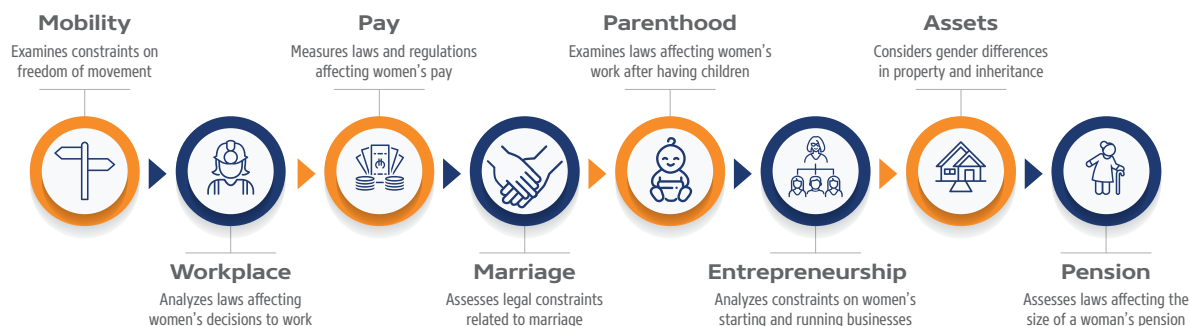 Mobility
Examines constraints on
freedom of movement
Workplace
Analyzes laws affecting
women's decisions to work
Pay
Measures laws and regulations
affecting women's pay
Marriage
Assesses legal constraints
related to marriage
Parenthood
Examines laws affecting women's
work after having children
Entrepreneurship
Analyzes constraints on women's
starting and running businesses
Assets
Considers gender differences
in property and inheritance
Pension
Assesses laws affecting the
size of a woman's pension